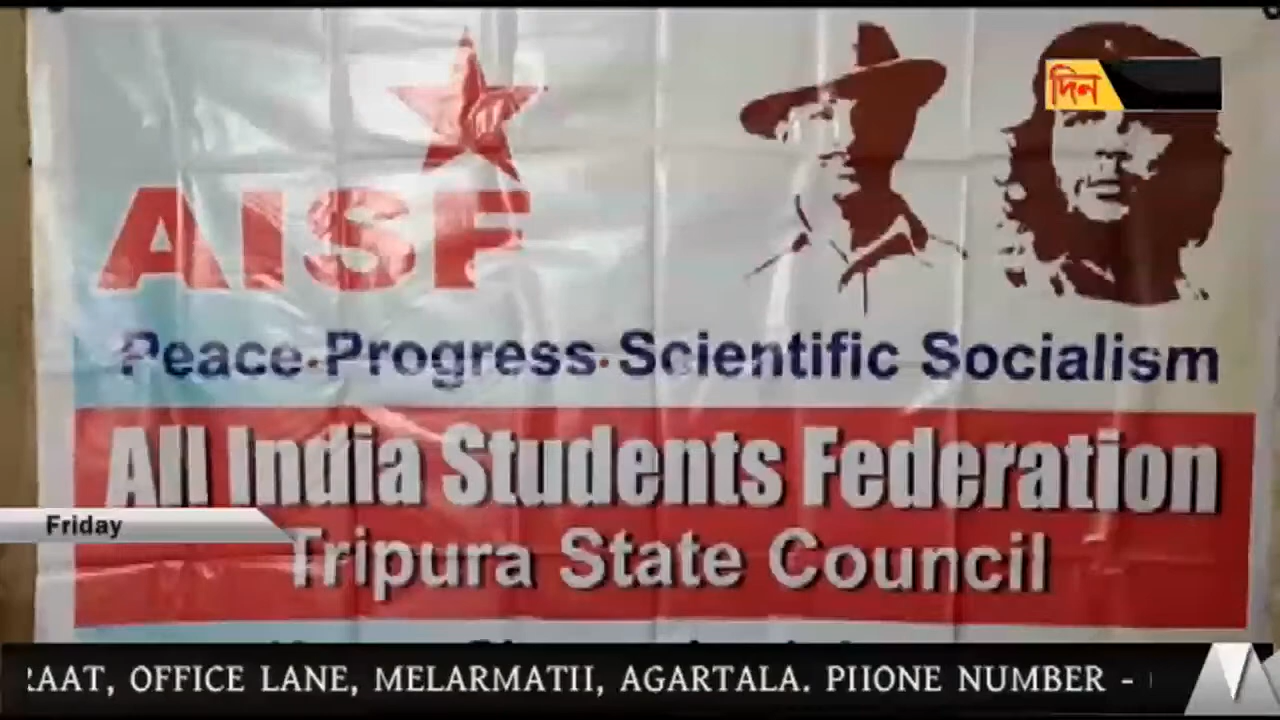 দিন
AISF
Peace·Progress·Scientific Socialism
All India Students Federation
Friday
Tripura State Council
OFFICE LANE, MELARMATII, AGARTALA. PIIONE NUMBER -